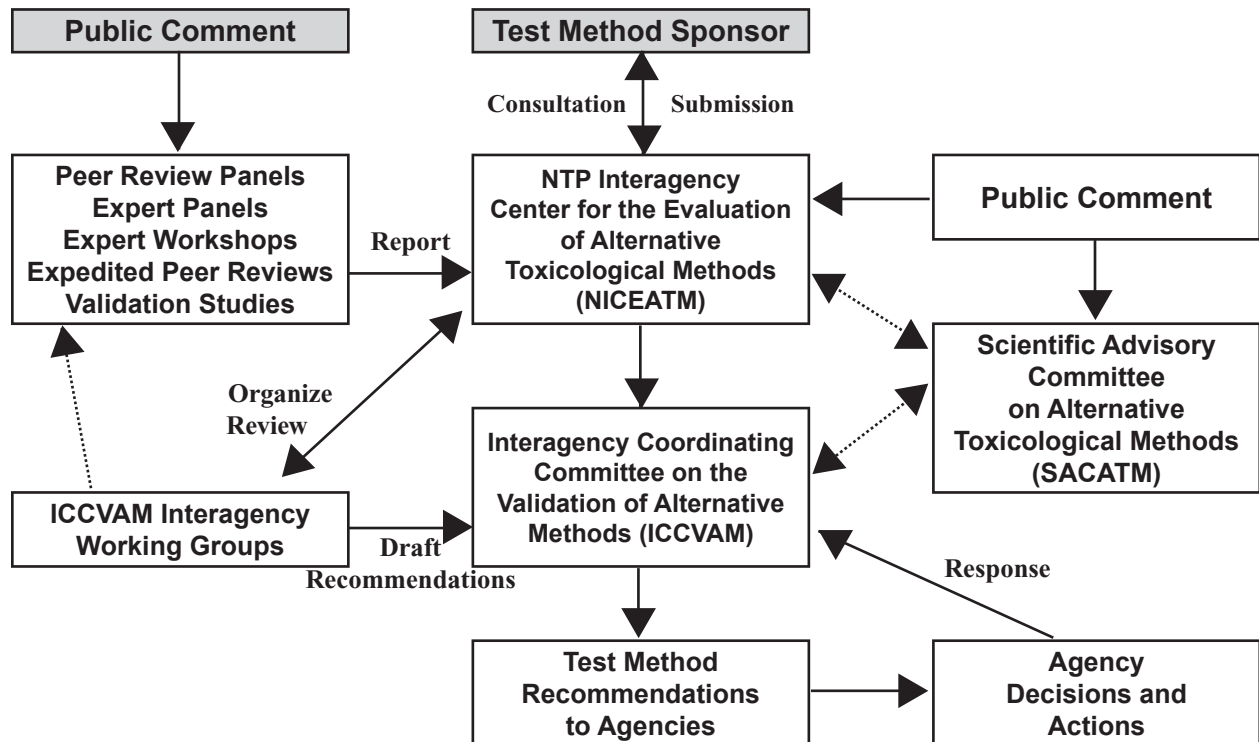 Public Comment
Test Method Sponsor
Consultation
Submission
Peer Review Panels
Expert Panels
Expert Workshops
Expedited Peer Reviews
Validation Studies
Report
NTP Interagency
Center for the Evaluation
of Alternative
Toxicological Methods
(NICEATM)
Public Comment
Organize
Review
Scientific Advisory
Committee
on Alternative
Toxicological Methods
(SACATM)
ICCVAM Interagency
Working Groups
Draft
Recommendations
Interagency Coordinating
Committee on the
Validation of Alternative
Methods (ICCVAM)
Response
Test Method
Recommendations
to Agencies
Agency
Decisions and
Actions